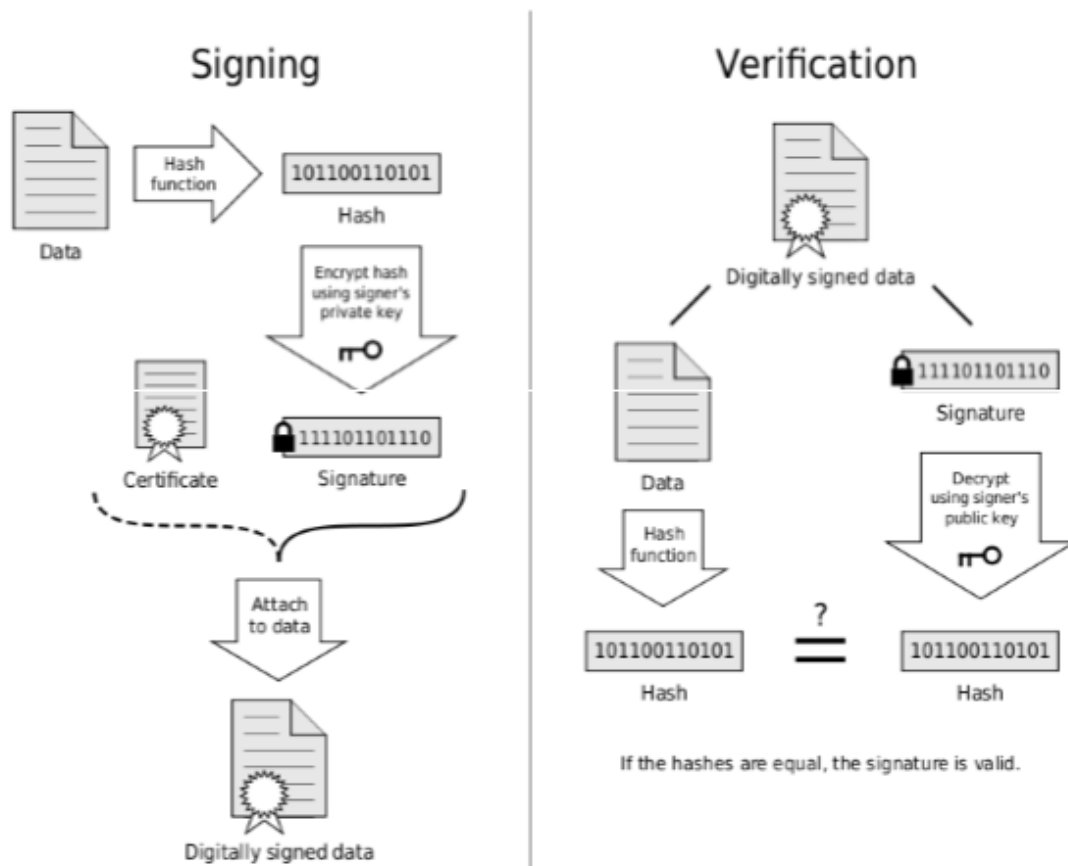 Signing
Hash
function
101100110101
Hash
Data
Encrypt hash
using signer's
private key
Certificate
111101101110
Signature
Attach
to data
Digitally signed data
Verification
Digitally signed data
Data
111101101110
Signature
Hash
function
Decrypt
using signer's
public key
101100110101
Hash
?
=
101100110101
Hash
If the hashes are equal, the signature is valid.